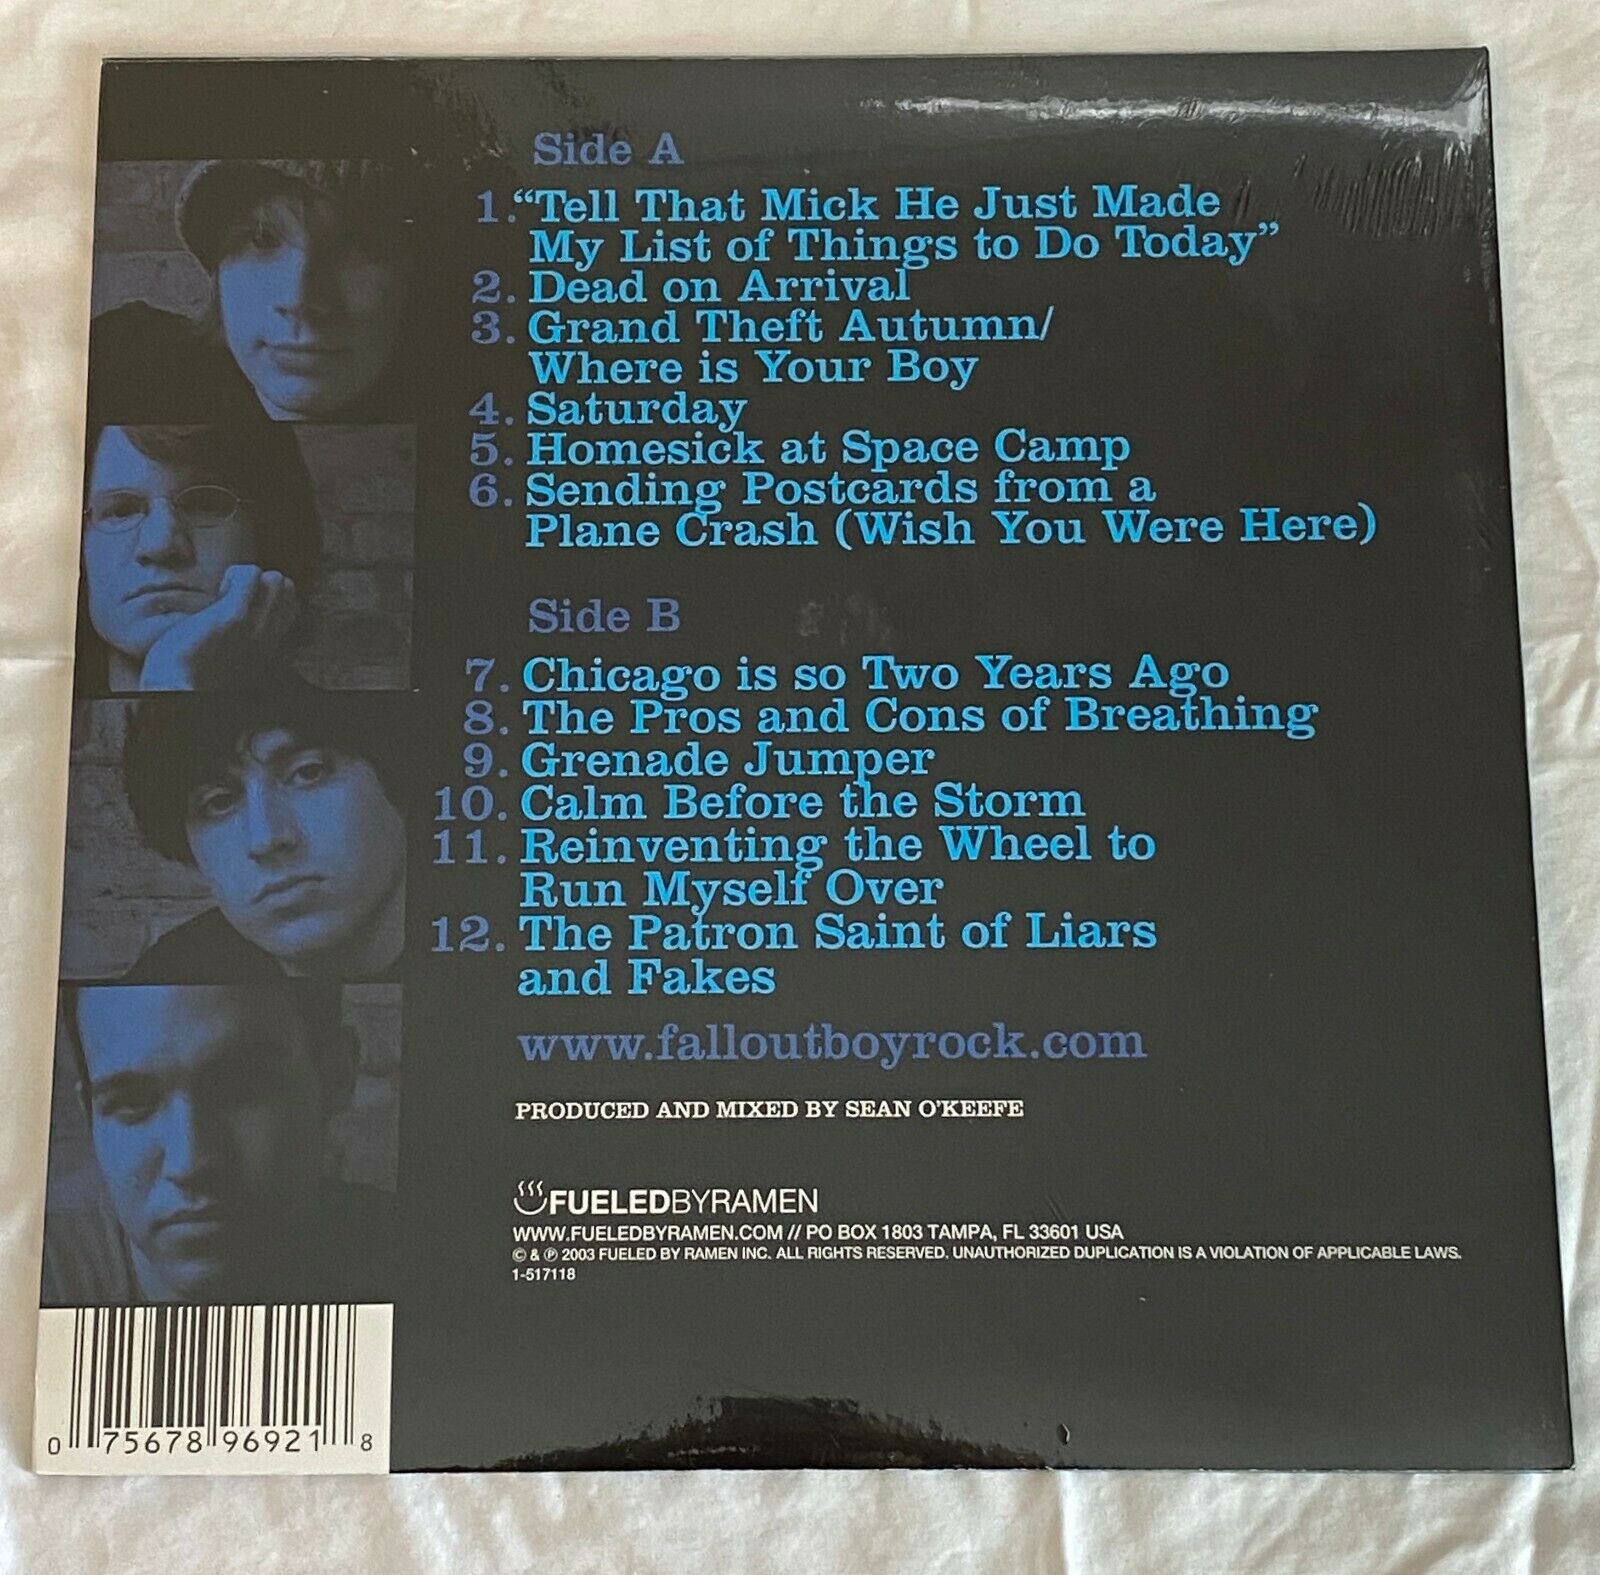 Side A
1. “Tell That Mick He Just Made
My List of Things to Do Today”
2. Dead on Arrival
3. Grand Theft Autumn/
Where is Your Boy
4. Saturday
5. Homesick at Space Camp
6. Sending Postcards from a
Plane Crash (Wish You Were Here)
Side B
7. Chicago is so Two Years Ago
8. The Pros and Cons of Breathing
9. Grenade Jumper
10. Calm Before the Storm
11. Reinventing the Wheel to
Run Myself Over
12. The Patron Saint of Liars
and Fakes
www.falloutboyrock.com
PRODUCED AND MIXED BY SEAN O'KEEFE
FUELEDBYRAMEN
WWW.FUELEDBYRAMEN.COM // PO BOX 1803 TAMPA, FL 33601 USA
© & ℗ 2003 FUELED BY RAMEN INC. ALL RIGHTS RESERVED. UNAUTHORIZED DUPLICATION IS A VIOLATION OF APPLICABLE LAWS.
1-517118
0 75678 96921 8